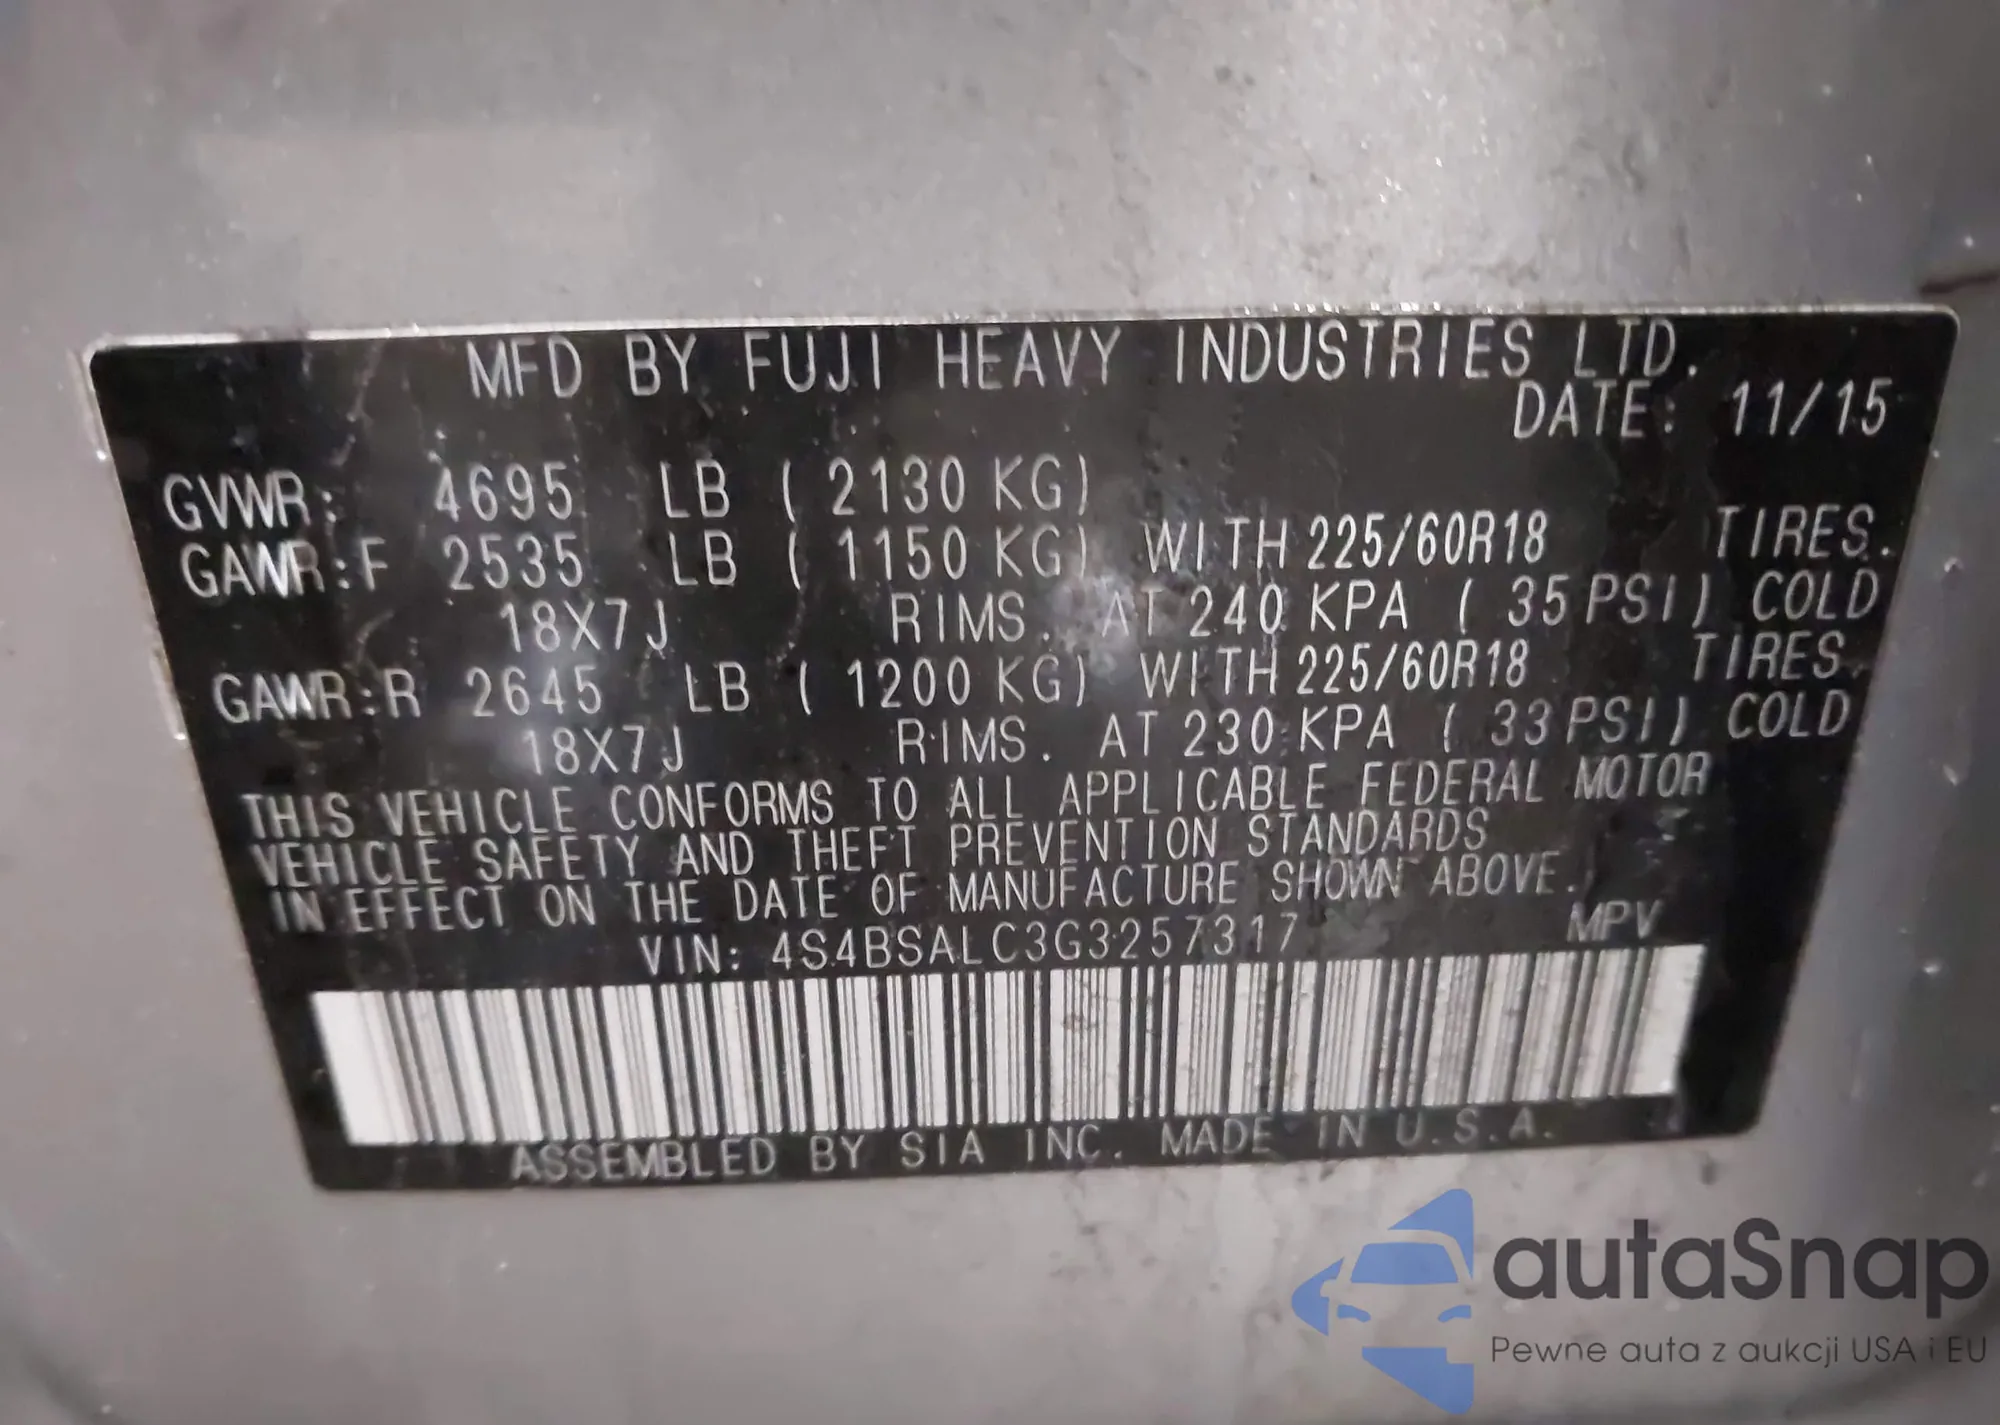 MFD BY FUJI HEAVY INDUSTRIES LTD.
DATE: 11/15
GVWR: 4695 LB ( 2130 KG)
GAWR:F 2535 LB ( 1150 KG) WITH 225/60R18 TIRES.
18X7J RIMS. AT 240 KPA ( 35 PSI) COLD
GAWR:R 2645 LB ( 1200 KG) WITH 225/60R18 TIRES.
18X7J RIMS. AT 230 KPA ( 33 PSI) COLD
THIS VEHICLE CONFORMS TO ALL APPLICABLE FEDERAL MOTOR
VEHICLE SAFETY AND THEFT PREVENTION STANDARDS
IN EFFECT ON THE DATE OF MANUFACTURE SHOWN ABOVE.
VIN: 4S4BSALC3G3257317 MPV
ASSEMBLED BY SIA INC. MADE IN U.S.A.
autaSnap
Pewne auta z aukcji USA i EU